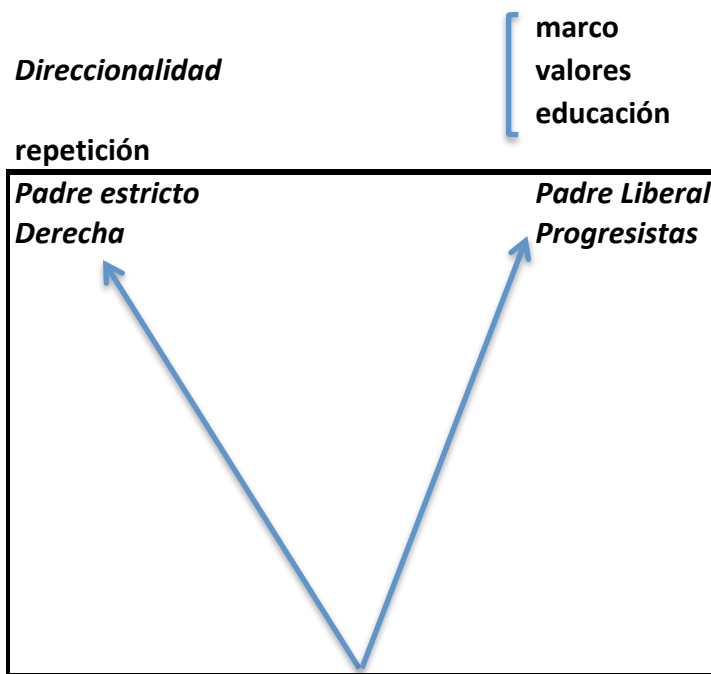 marco
Direccionalidad
valores
educación
repetición
Padre estricto
Padre Liberal
Derecha
Progresistas